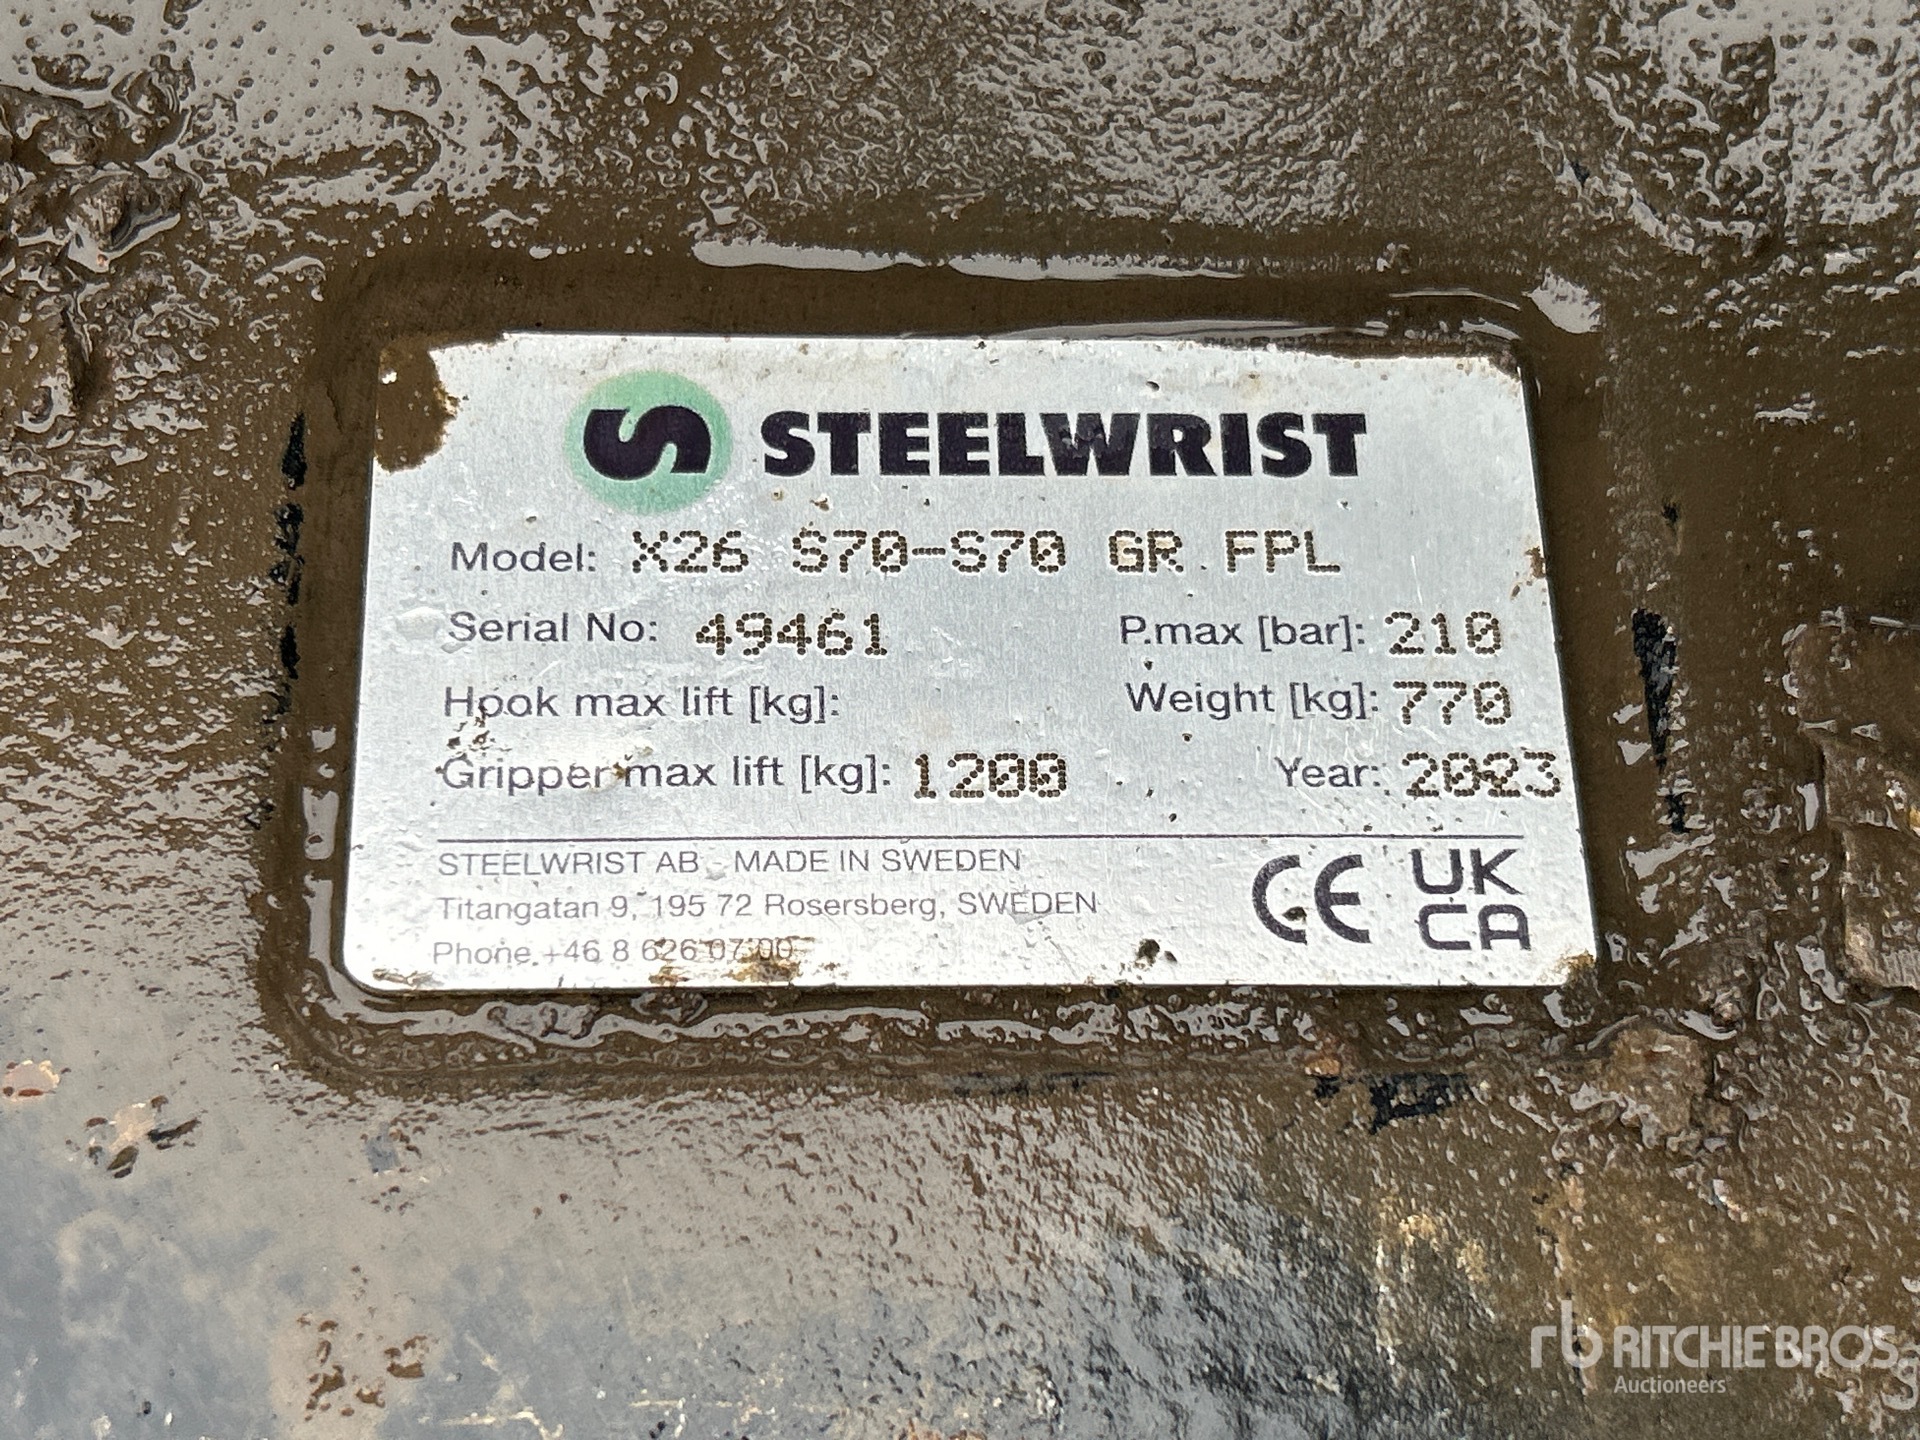 STEELWRIST
Model: X26 S70-S70 GR FPL
Serial No: 49461 P.max [bar]: 210
Hook max lift [kg]: Weight [kg]: 770
Gripper max lift [kg]: 1200 Year: 2023
STEELWRIST AB - MADE IN SWEDEN
Titangatan 9, 195 72 Rosersberg, SWEDEN
Phone +46 8 626 07 00
CE UK CA
rb RITCHIE BROS.
Auctioneers